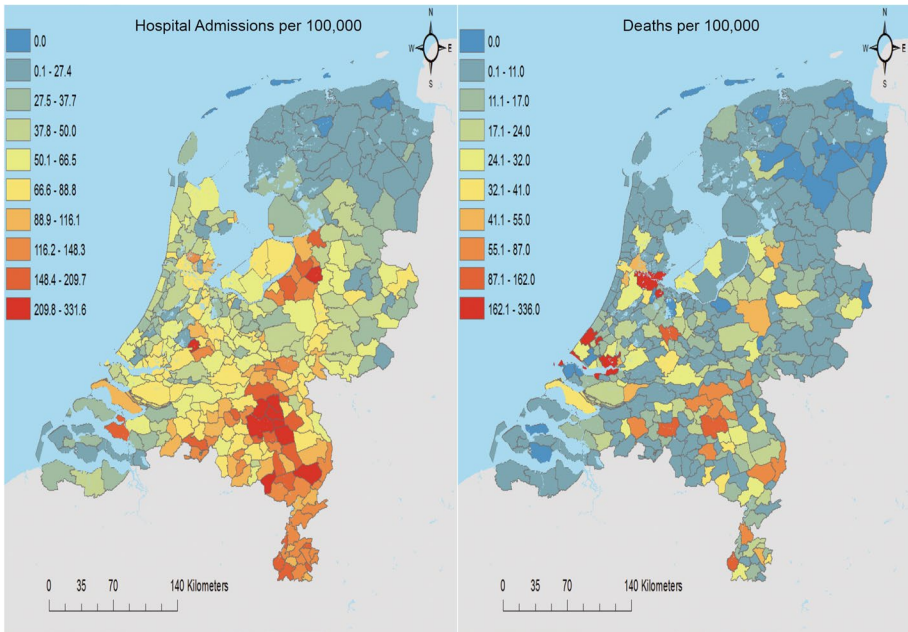 Hospital Admissions per 100,000
N
W E
S
0.0
0.1 - 27.4
27.5 - 37.7
37.8 - 50.0
50.1 - 66.5
66.6 - 88.8
88.9 - 116.1
116.2 - 148.3
148.4 - 209.7
209.8 - 331.6
0 35 70 140 Kilometers
Deaths per 100,000
N
W E
S
0.0
0.1 - 11.0
11.1 - 17.0
17.1 - 24.0
24.1 - 32.0
32.1 - 41.0
41.1 - 55.0
55.1 - 87.0
87.1 - 162.0
162.1 - 336.0
0 35 70 140 Kilometers